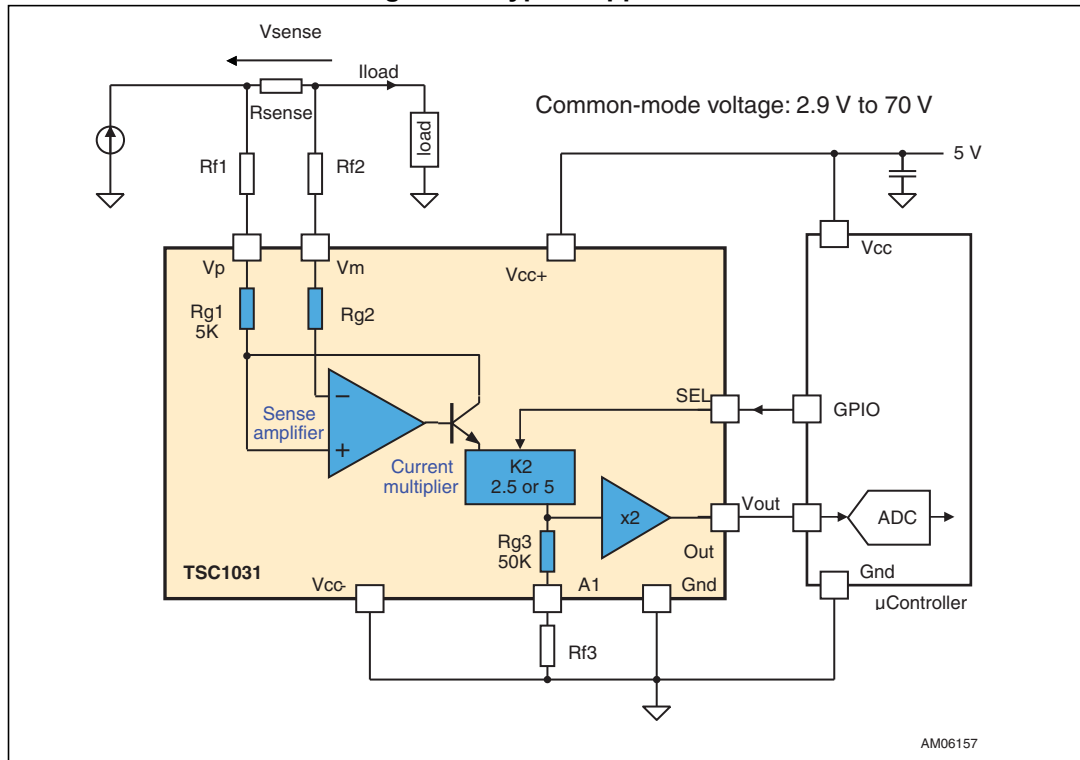 Vsense
Iload
Rsense
load
Common-mode voltage: 2.9 V to 70 V
5 V
Rf1
Rf2
Vp
Vm
Vcc+
Vcc
Rg1
5K
Rg2
SEL
GPIO
Sense
amplifier
Current
multiplier
K2
2.5 or 5
x2
Vout
ADC
Out
Rg3
50K
TSC1031
Vcc-
A1
Gnd
Gnd
µController
Rf3
AM06157